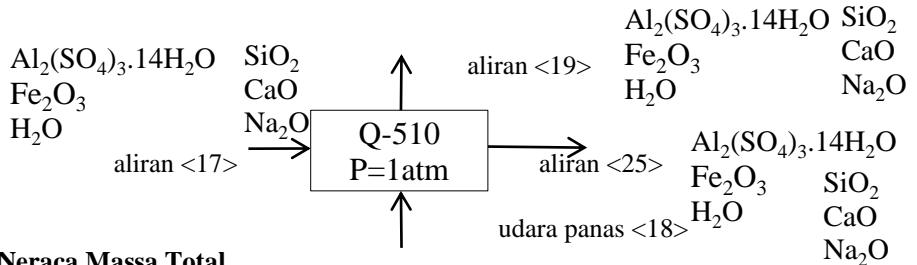 Al₂(SO₄)₃.14H₂O SiO₂
Fe₂O₃ CaO
H₂O Na₂O
aliran <17>
Q-510
P=1atm
aliran <19>
Al₂(SO₄)₃.14H₂O SiO₂
Fe₂O₃ CaO
H₂O Na₂O
aliran <25>
Al₂(SO₄)₃.14H₂O
Fe₂O₃ SiO₂
H₂O CaO
Na₂O
udara panas <18>
Neraca Massa Total